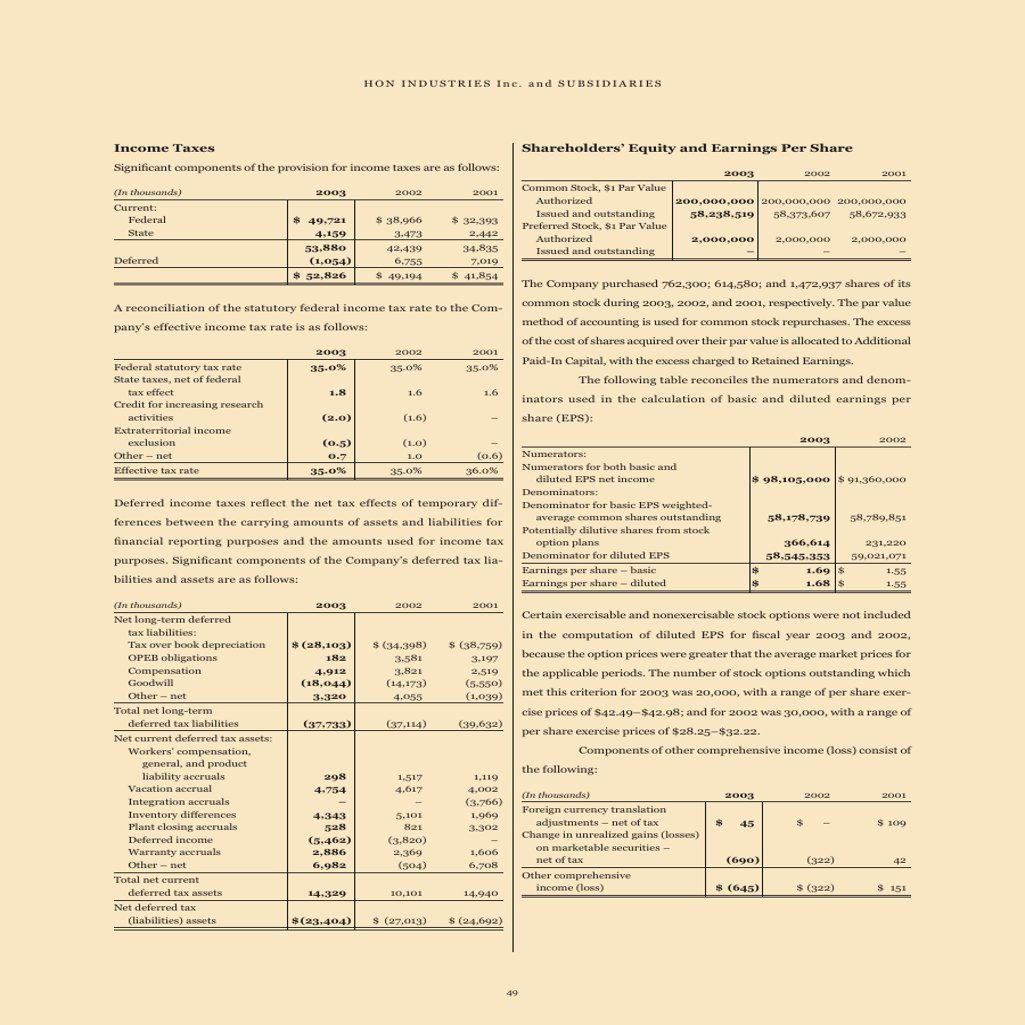 HON INDUSTRIES Inc. and SUBSIDIARIES
Income Taxes
Significant components of the provision for income taxes are as follows:
(In thousands) 2003 2002 2001
Current:
Federal $ 49,721 $ 38,966 $ 32,393
State 4,159 3,473 2,442
53,880 42,439 34,835
Deferred (1,054) 6,755 7,019
$ 52,826 $ 49,194 $ 41,854
A reconciliation of the statutory federal income tax rate to the Com-
pany's effective income tax rate is as follows:
2003 2002 2001
Federal statutory tax rate 35.0% 35.0% 35.0%
State taxes, net of federal
tax effect 1.8 1.6 1.6
Credit for increasing research
activities (2.0) (1.6) –
Extraterritorial income
exclusion (0.5) (1.0) –
Other – net 0.7 1.0 (0.6)
Effective tax rate 35.0% 35.0% 36.0%
Deferred income taxes reflect the net tax effects of temporary dif-
ferences between the carrying amounts of assets and liabilities for
financial reporting purposes and the amounts used for income tax
purposes. Significant components of the Company's deferred tax lia-
bilities and assets are as follows:
(In thousands) 2003 2002 2001
Net long-term deferred
tax liabilities:
Tax over book depreciation $ (28,103) $ (34,398) $ (38,759)
OPEB obligations 182 3,581 3,197
Compensation 4,912 3,821 2,519
Goodwill (18,044) (14,173) (5,550)
Other – net 3,320 4,055 (1,039)
Total net long-term
deferred tax liabilities (37,733) (37,114) (39,632)
Net current deferred tax assets:
Workers' compensation,
general, and product
liability accruals 298 1,517 1,119
Vacation accrual 4,754 4,617 4,002
Integration accruals – – (3,766)
Inventory differences 4,343 5,101 1,969
Plant closing accruals 528 821 3,302
Deferred income (5,462) (3,820) –
Warranty accruals 2,886 2,369 1,606
Other – net 6,982 (504) 6,708
Total net current
deferred tax assets 14,329 10,101 14,940
Net deferred tax
(liabilities) assets $(23,404) $ (27,013) $ (24,692)
Shareholders' Equity and Earnings Per Share
2003 2002 2001
Common Stock, $1 Par Value
Authorized 200,000,000 200,000,000 200,000,000
Issued and outstanding 58,238,519 58,373,607 58,672,933
Preferred Stock, $1 Par Value
Authorized 2,000,000 2,000,000 2,000,000
Issued and outstanding – – –
The Company purchased 762,300; 614,580; and 1,472,937 shares of its
common stock during 2003, 2002, and 2001, respectively. The par value
method of accounting is used for common stock repurchases. The excess
of the cost of shares acquired over their par value is allocated to Additional
Paid-In Capital, with the excess charged to Retained Earnings.
The following table reconciles the numerators and denom-
inators used in the calculation of basic and diluted earnings per
share (EPS):
2003 2002
Numerators:
Numerators for both basic and
diluted EPS net income $ 98,105,000 $ 91,360,000
Denominators:
Denominator for basic EPS weighted-
average common shares outstanding 58,178,739 58,789,851
Potentially dilutive shares from stock
option plans 366,614 231,220
Denominator for diluted EPS 58,545,353 59,021,071
Earnings per share – basic $ 1.69 $ 1.55
Earnings per share – diluted $ 1.68 $ 1.55
Certain exercisable and nonexercisable stock options were not included
in the computation of diluted EPS for fiscal year 2003 and 2002,
because the option prices were greater that the average market prices for
the applicable periods. The number of stock options outstanding which
met this criterion for 2003 was 20,000, with a range of per share exer-
cise prices of $42.49–$42.98; and for 2002 was 30,000, with a range of
per share exercise prices of $28.25–$32.22.
Components of other comprehensive income (loss) consist of
the following:
(In thousands) 2003 2002 2001
Foreign currency translation
adjustments – net of tax $ 45 $ – $ 109
Change in unrealized gains (losses)
on marketable securities –
net of tax (690) (322) 42
Other comprehensive
income (loss) $ (645) $ (322) $ 151
49